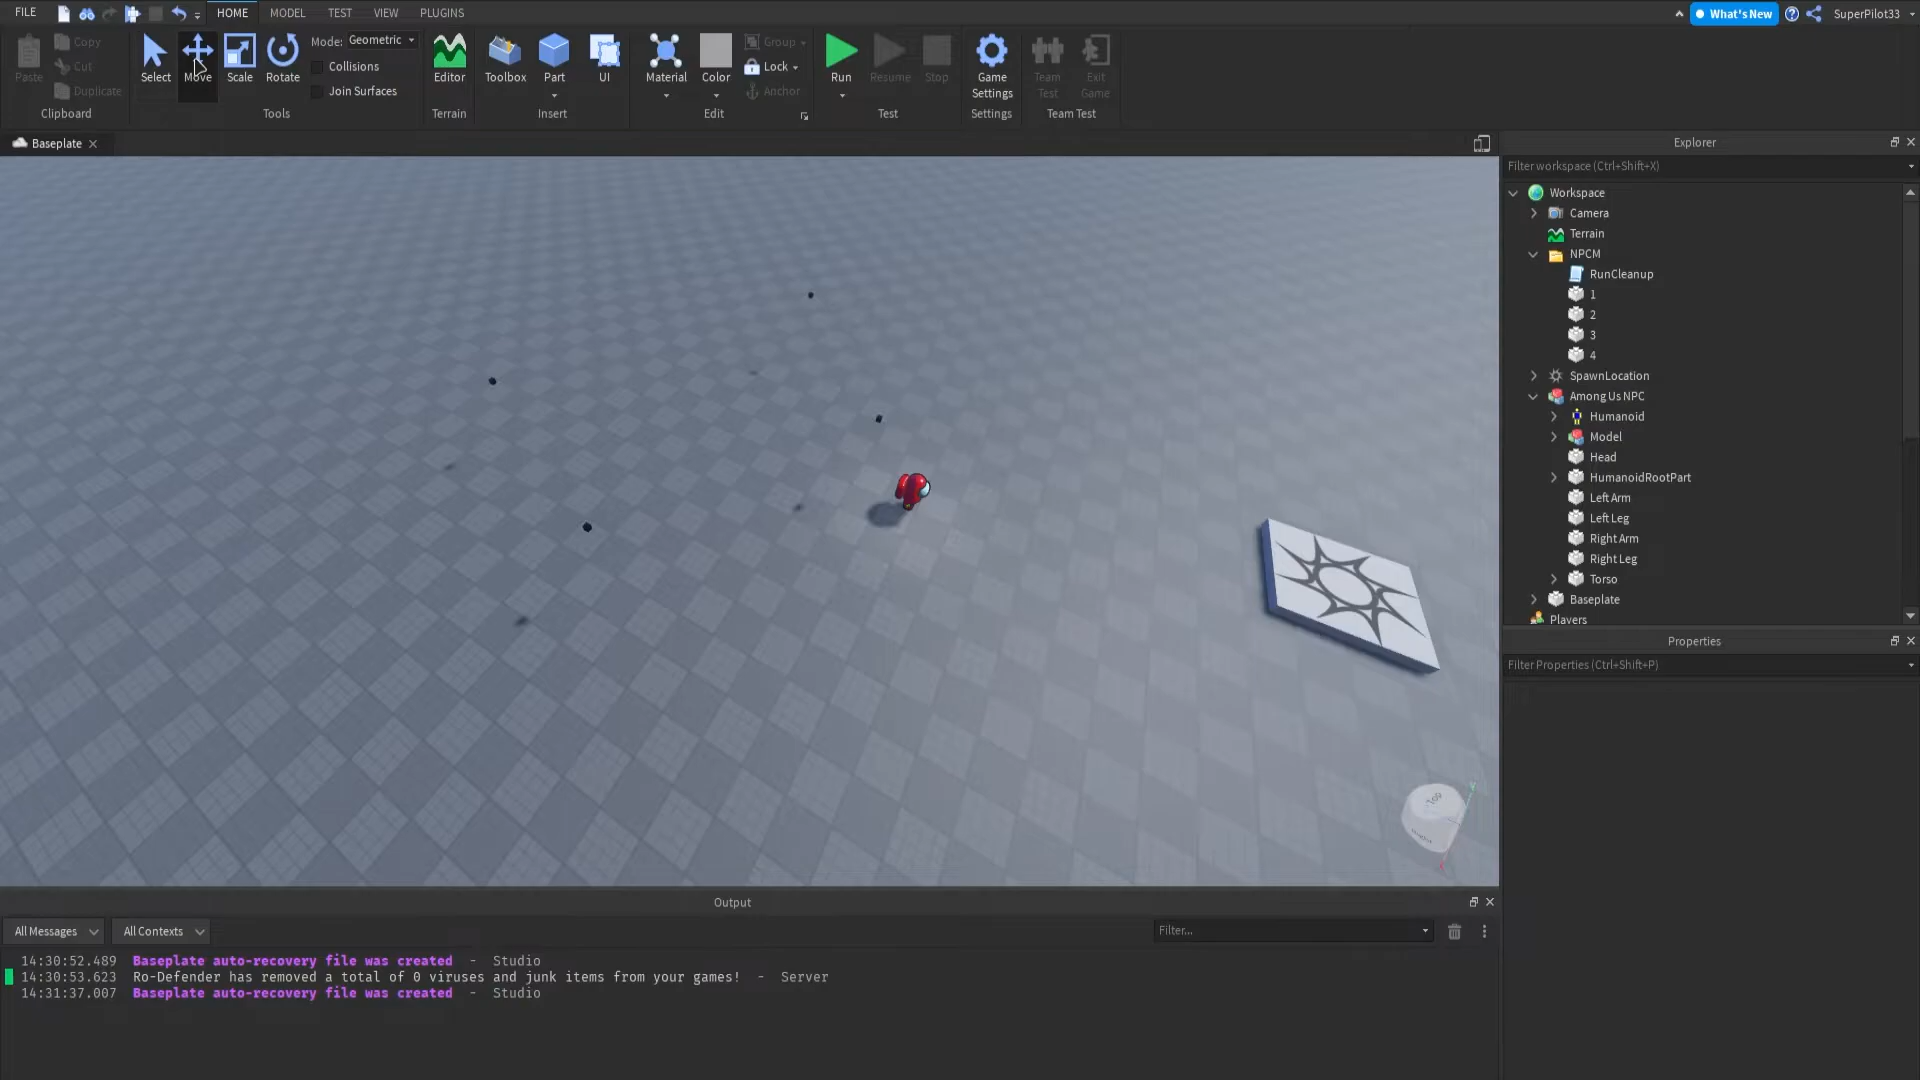 FILE HOME MODEL TEST VIEW PLUGINS What's New SuperPilot33
Paste Copy Cut Duplicate Clipboard
Select Move Scale Rotate Mode: Geometric Collisions Join Surfaces Tools
Editor Terrain
Toolbox Part UI Insert
Material Color Group Lock Anchor Edit
Run Resume Stop Test
Game Settings Settings
Team Test Exit Game Team Test
Baseplate
Explorer
Filter workspace (Ctrl+Shift+X)
Workspace
Camera
Terrain
NPCM
RunCleanup
1
2
3
4
SpawnLocation
Among Us NPC
Humanoid
Model
Head
HumanoidRootPart
Left Arm
Left Leg
Right Arm
Right Leg
Torso
Baseplate
Players
Properties
Filter Properties (Ctrl+Shift+P)
Top
Y
Output
All Messages All Contexts Filter...
14:30:52.489 Baseplate auto-recovery file was created - Studio
14:30:53.623 Ro-Defender has removed a total of 0 viruses and junk items from your games! - Server
14:31:37.007 Baseplate auto-recovery file was created - Studio